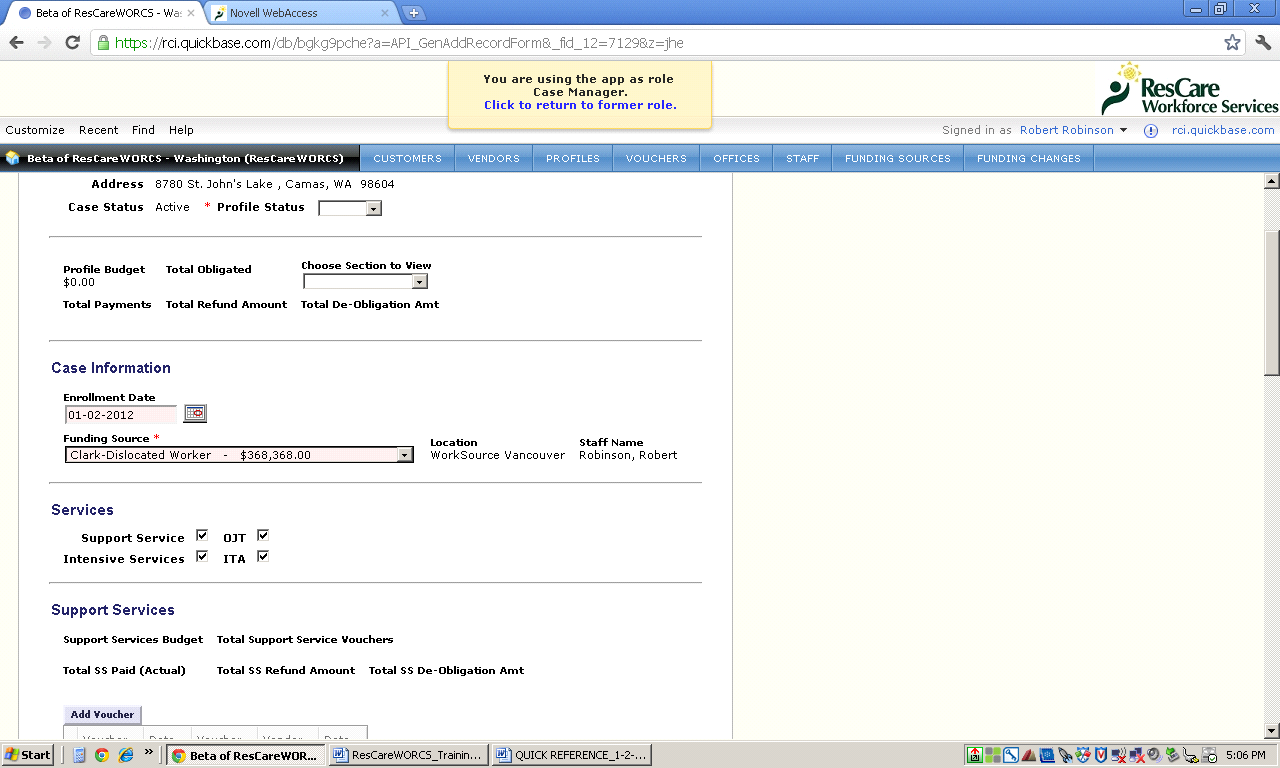 Beta of ResCareWORCS - Wa
Novell WebAccess
https://rci.quickbase.com/db/bgkg9pche?a=API_GenAddRecordForm&_fid_12=7129&z=jhe
You are using the app as role
Case Manager.
Click to return to former role.
ResCare
Workforce Services
Customize Recent Find Help
Signed in as Robert Robinson rci.quickbase.com
Beta of ResCareWORCS - Washington (ResCareWORCS) CUSTOMERS VENDORS PROFILES VOUCHERS OFFICES STAFF FUNDING SOURCES FUNDING CHANGES
Address 8780 St. John's Lake , Camas, WA 98604
Case Status Active * Profile Status
Profile Budget Total Obligated Choose Section to View
$0.00
Total Payments Total Refund Amount Total De-Obligation Amt
Case Information
Enrollment Date
01-02-2012
Funding Source * Location Staff Name
Clark-Dislocated Worker - $368,368.00 WorkSource Vancouver Robinson, Robert
Services
Support Service OJT
Intensive Services ITA
Support Services
Support Services Budget Total Support Service Vouchers
Total SS Paid (Actual) Total SS Refund Amount Total SS De-Obligation Amt
Add Voucher
Voucher Date Voucher Vendor Date
Start » Beta of ResCareWOR... ResCareWORCS_Trainin... QUICK REFERENCE_1-2-... 5:06 PM